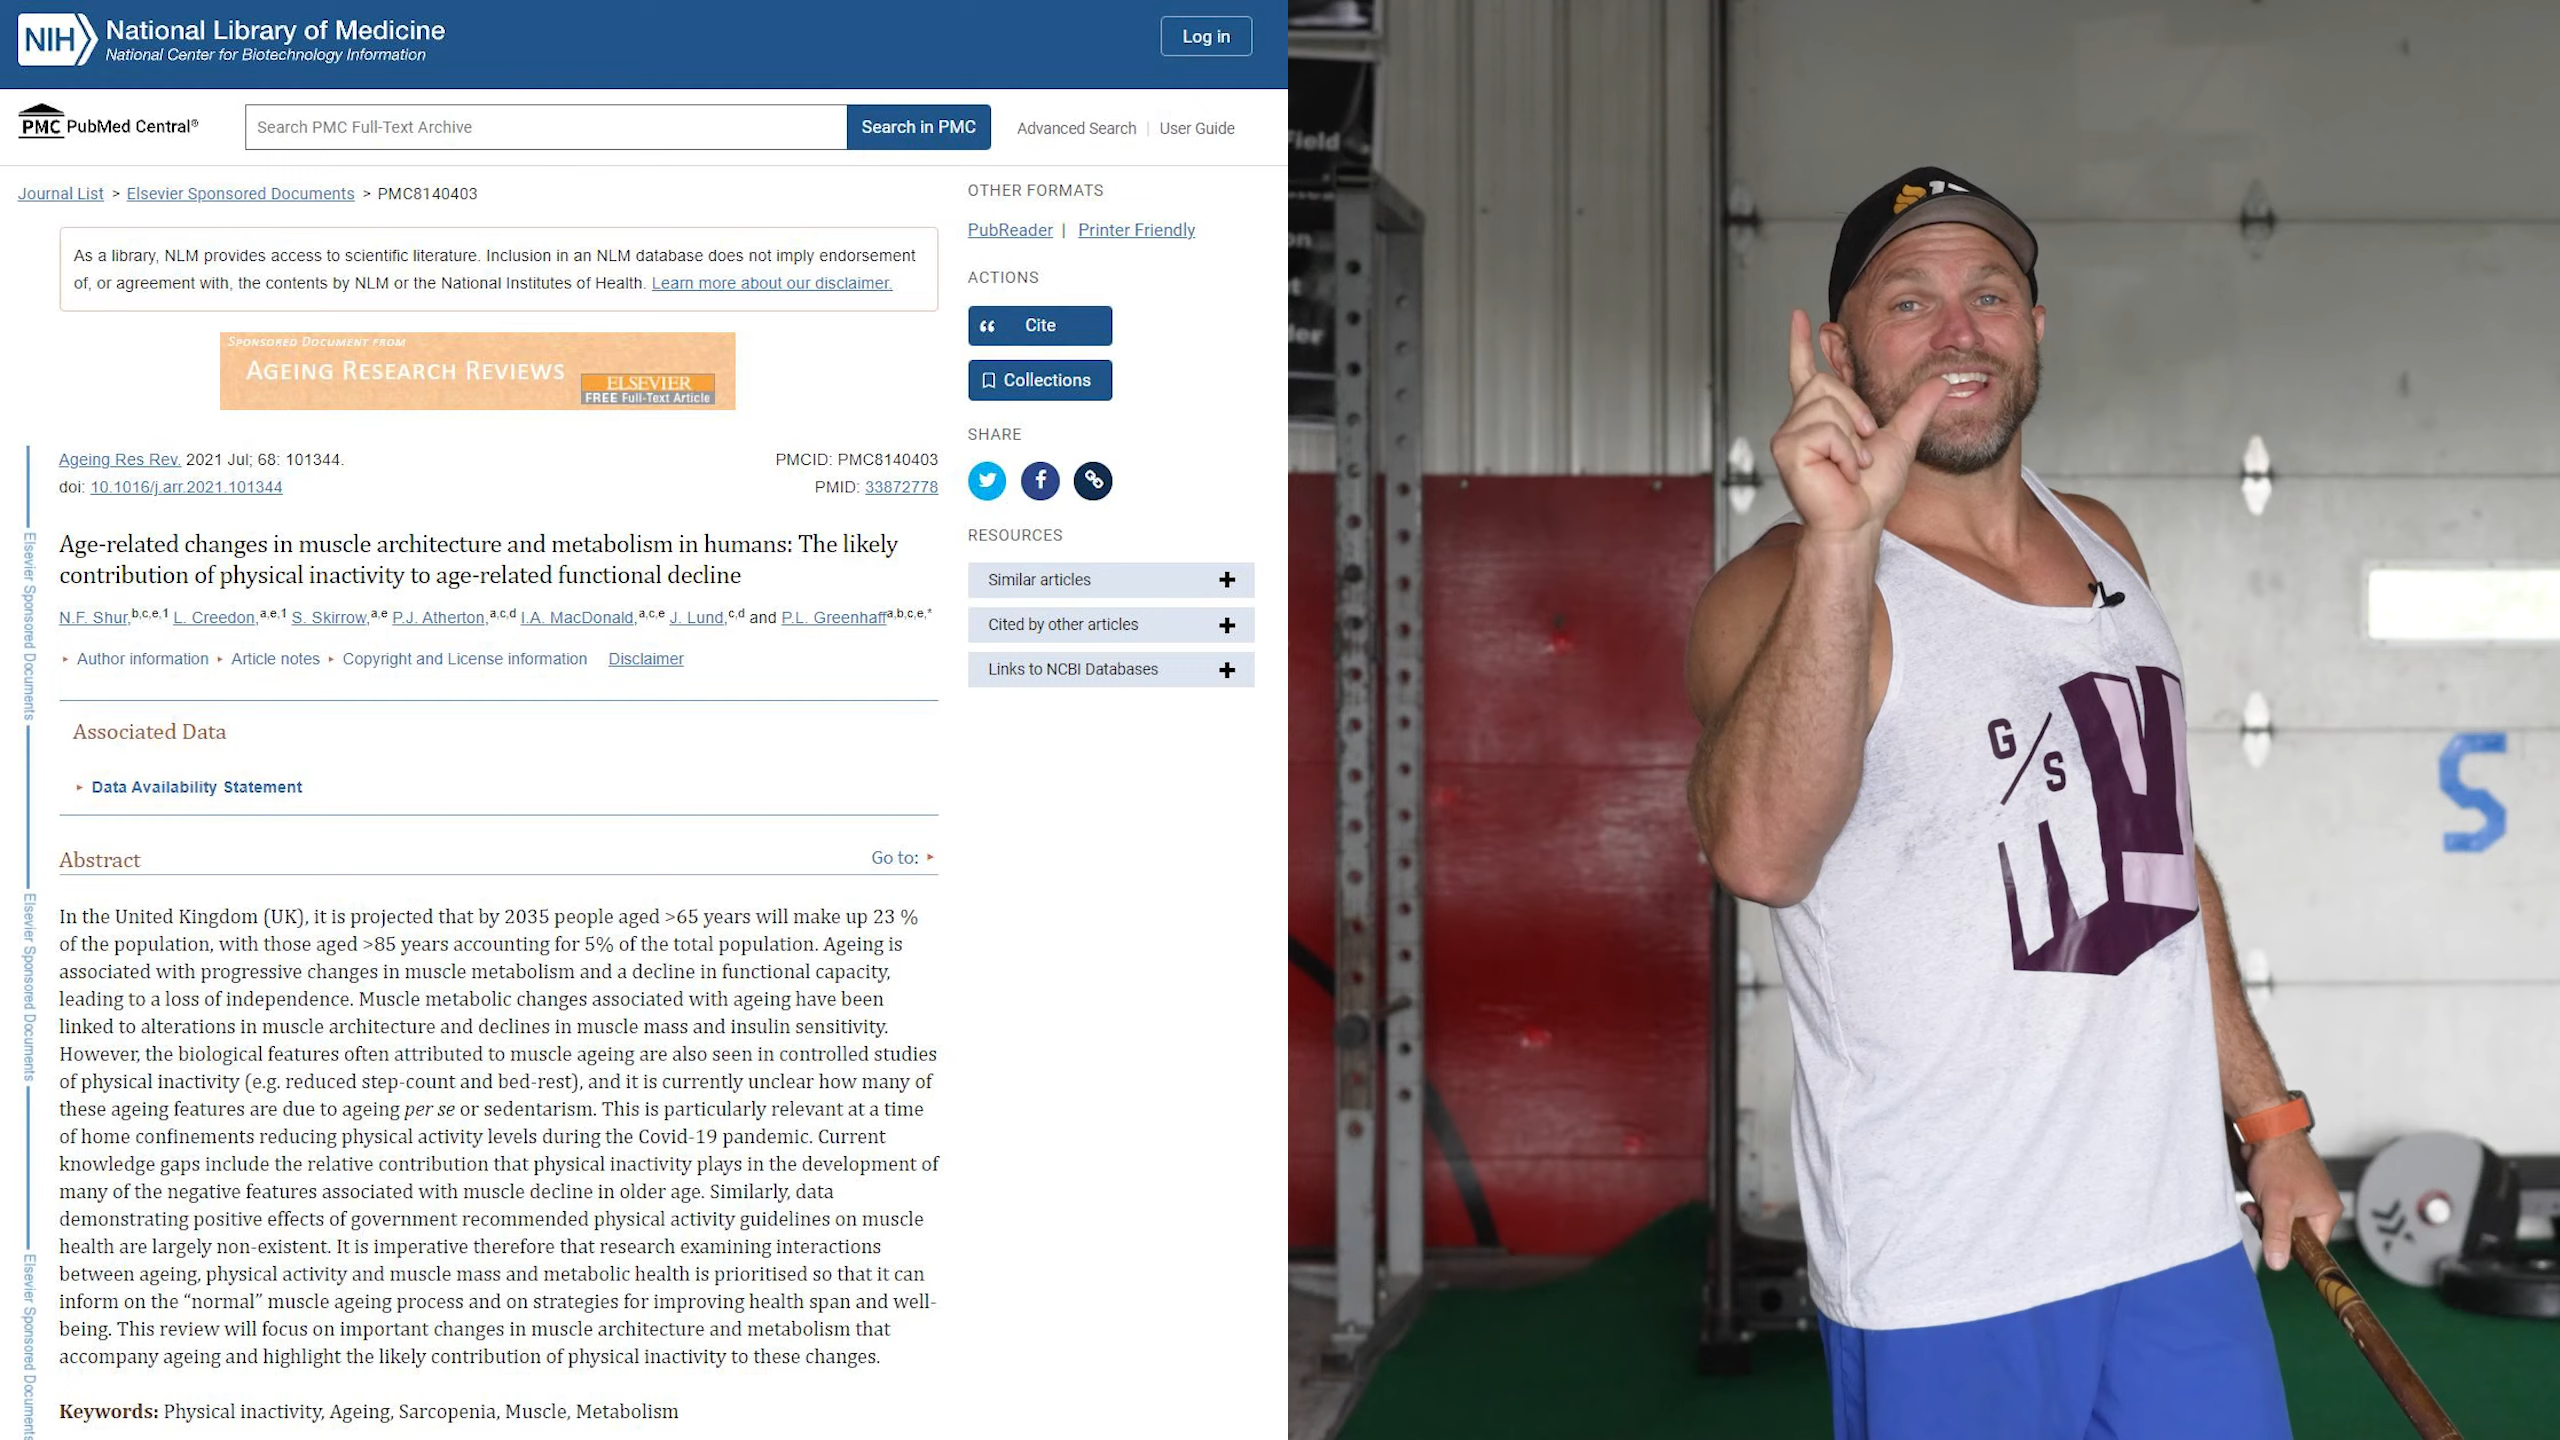 NIH National Library of Medicine
National Center for Biotechnology Information
Log in
PMC PubMed Central®
Search PMC Full-Text Archive
Search in PMC
Advanced Search | User Guide
Journal List > Elsevier Sponsored Documents > PMC8140403
As a library, NLM provides access to scientific literature. Inclusion in an NLM database does not imply endorsement
of, or agreement with, the contents by NLM or the National Institutes of Health. Learn more about our disclaimer.
SPONSORED DOCUMENT FROM
AGEING RESEARCH REVIEWS
ELSEVIER
FREE Full-Text Article
Ageing Res Rev. 2021 Jul; 68: 101344.
PMCID: PMC8140403
doi: 10.1016/j.arr.2021.101344
PMID: 33872778
Age-related changes in muscle architecture and metabolism in humans: The likely
contribution of physical inactivity to age-related functional decline
N.F. Shur,b,c,e,1 L. Creedon,a,e,1 S. Skirrow,a,e P.J. Atherton,a,c,d I.A. MacDonald,a,c,e J. Lund,c,d and P.L. Greenhaffa,b,c,e,*
▸ Author information ▸ Article notes ▸ Copyright and License information Disclaimer
Associated Data
▸ Data Availability Statement
Abstract
Go to: ▸
In the United Kingdom (UK), it is projected that by 2035 people aged >65 years will make up 23 %
of the population, with those aged >85 years accounting for 5% of the total population. Ageing is
associated with progressive changes in muscle metabolism and a decline in functional capacity,
leading to a loss of independence. Muscle metabolic changes associated with ageing have been
linked to alterations in muscle architecture and declines in muscle mass and insulin sensitivity.
However, the biological features often attributed to muscle ageing are also seen in controlled studies
of physical inactivity (e.g. reduced step-count and bed-rest), and it is currently unclear how many of
these ageing features are due to ageing per se or sedentarism. This is particularly relevant at a time
of home confinements reducing physical activity levels during the Covid-19 pandemic. Current
knowledge gaps include the relative contribution that physical inactivity plays in the development of
many of the negative features associated with muscle decline in older age. Similarly, data
demonstrating positive effects of government recommended physical activity guidelines on muscle
health are largely non-existent. It is imperative therefore that research examining interactions
between ageing, physical activity and muscle mass and metabolic health is prioritised so that it can
inform on the “normal” muscle ageing process and on strategies for improving health span and well-
being. This review will focus on important changes in muscle architecture and metabolism that
accompany ageing and highlight the likely contribution of physical inactivity to these changes.
Keywords: Physical inactivity, Ageing, Sarcopenia, Muscle, Metabolism
Elsevier Sponsored Documents
Elsevier Sponsored Documents
Elsevier Sponsored Documents
Elsevier Sponsored Documents
OTHER FORMATS
PubReader | Printer Friendly
ACTIONS
Cite
Collections
SHARE
RESOURCES
Similar articles +
Cited by other articles +
Links to NCBI Databases +
G/S
S